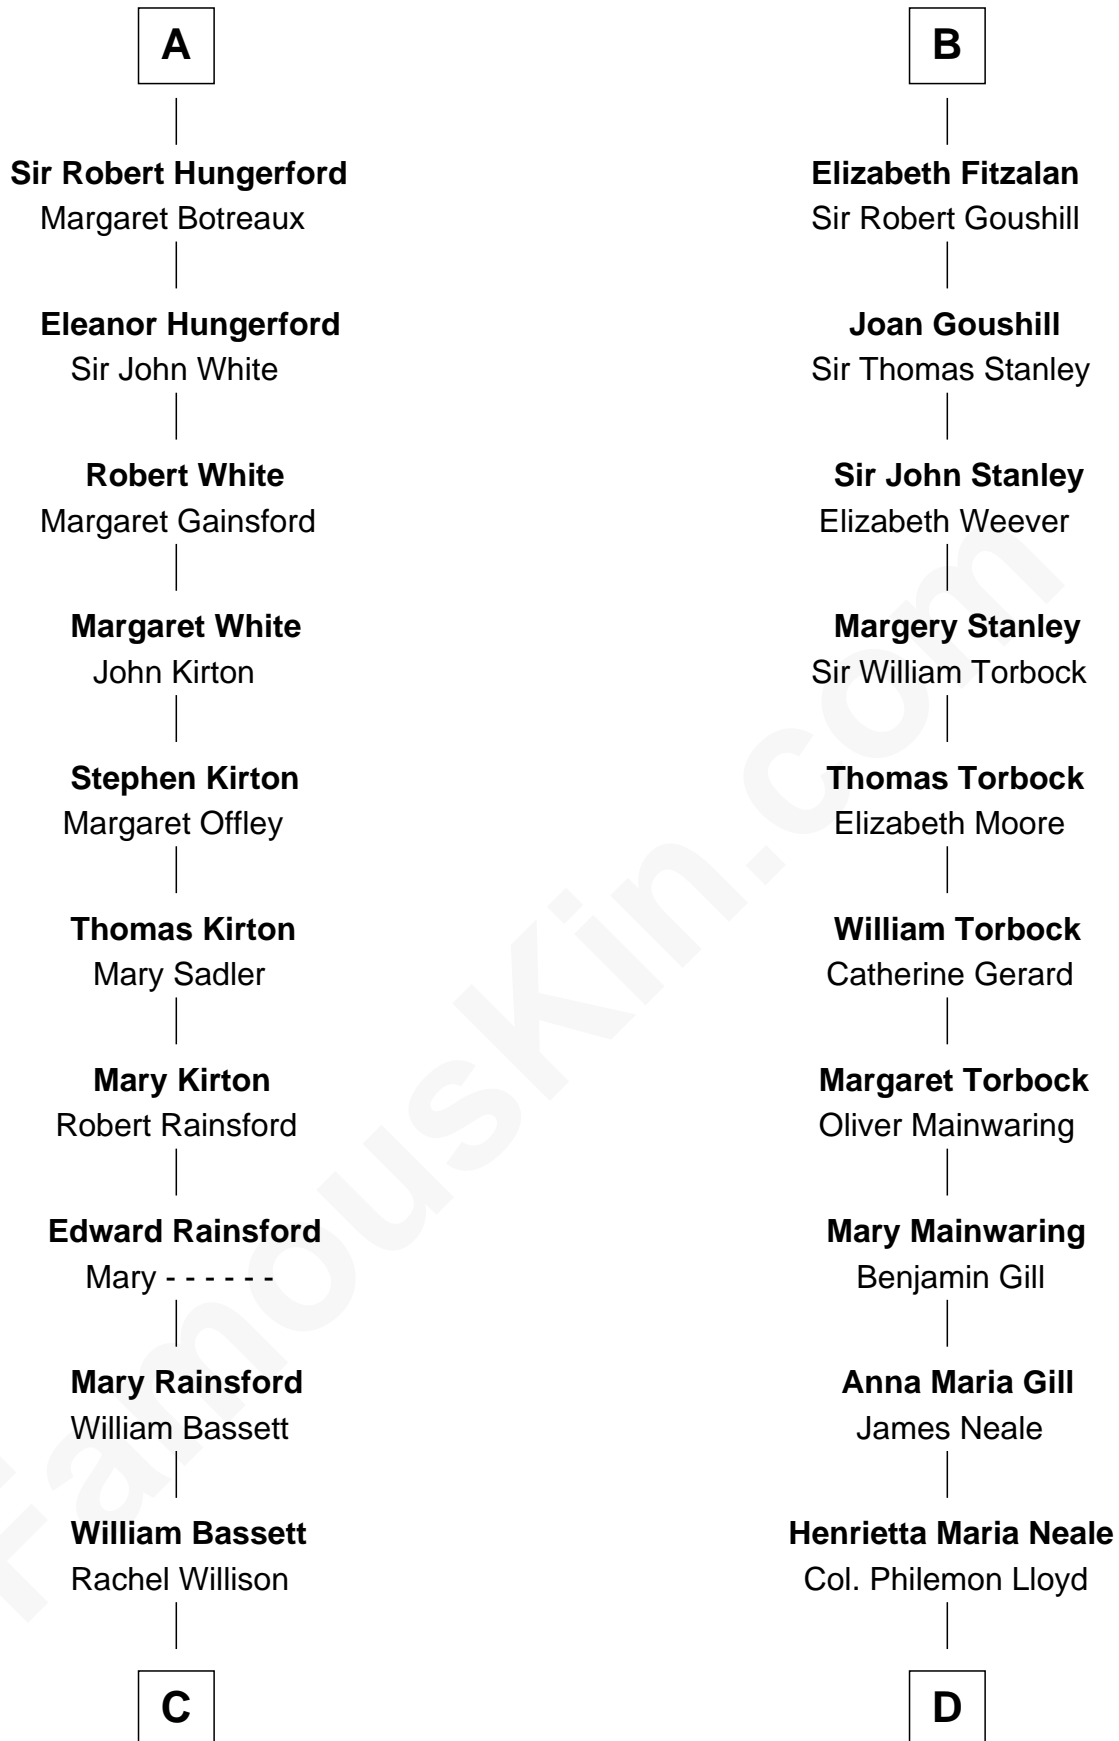 A
Sir Robert Hungerford
Margaret Botreaux
Eleanor Hungerford
Sir John White
Robert White
Margaret Gainsford
Margaret White
John Kirton
Stephen Kirton
Margaret Offley
Thomas Kirton
Mary Sadler
Mary Kirton
Robert Rainsford
Edward Rainsford
Mary - - - - - -
Mary Rainsford
William Bassett
William Bassett
Rachel Willison
C
B
Elizabeth Fitzalan
Sir Robert Goushill
Joan Goushill
Sir Thomas Stanley
Sir John Stanley
Elizabeth Weever
Margery Stanley
Sir William Torbock
Thomas Torbock
Elizabeth Moore
William Torbock
Catherine Gerard
Margaret Torbock
Oliver Mainwaring
Mary Mainwaring
Benjamin Gill
Anna Maria Gill
James Neale
Henrietta Maria Neale
Col. Philemon Lloyd
D
FamousKin.com